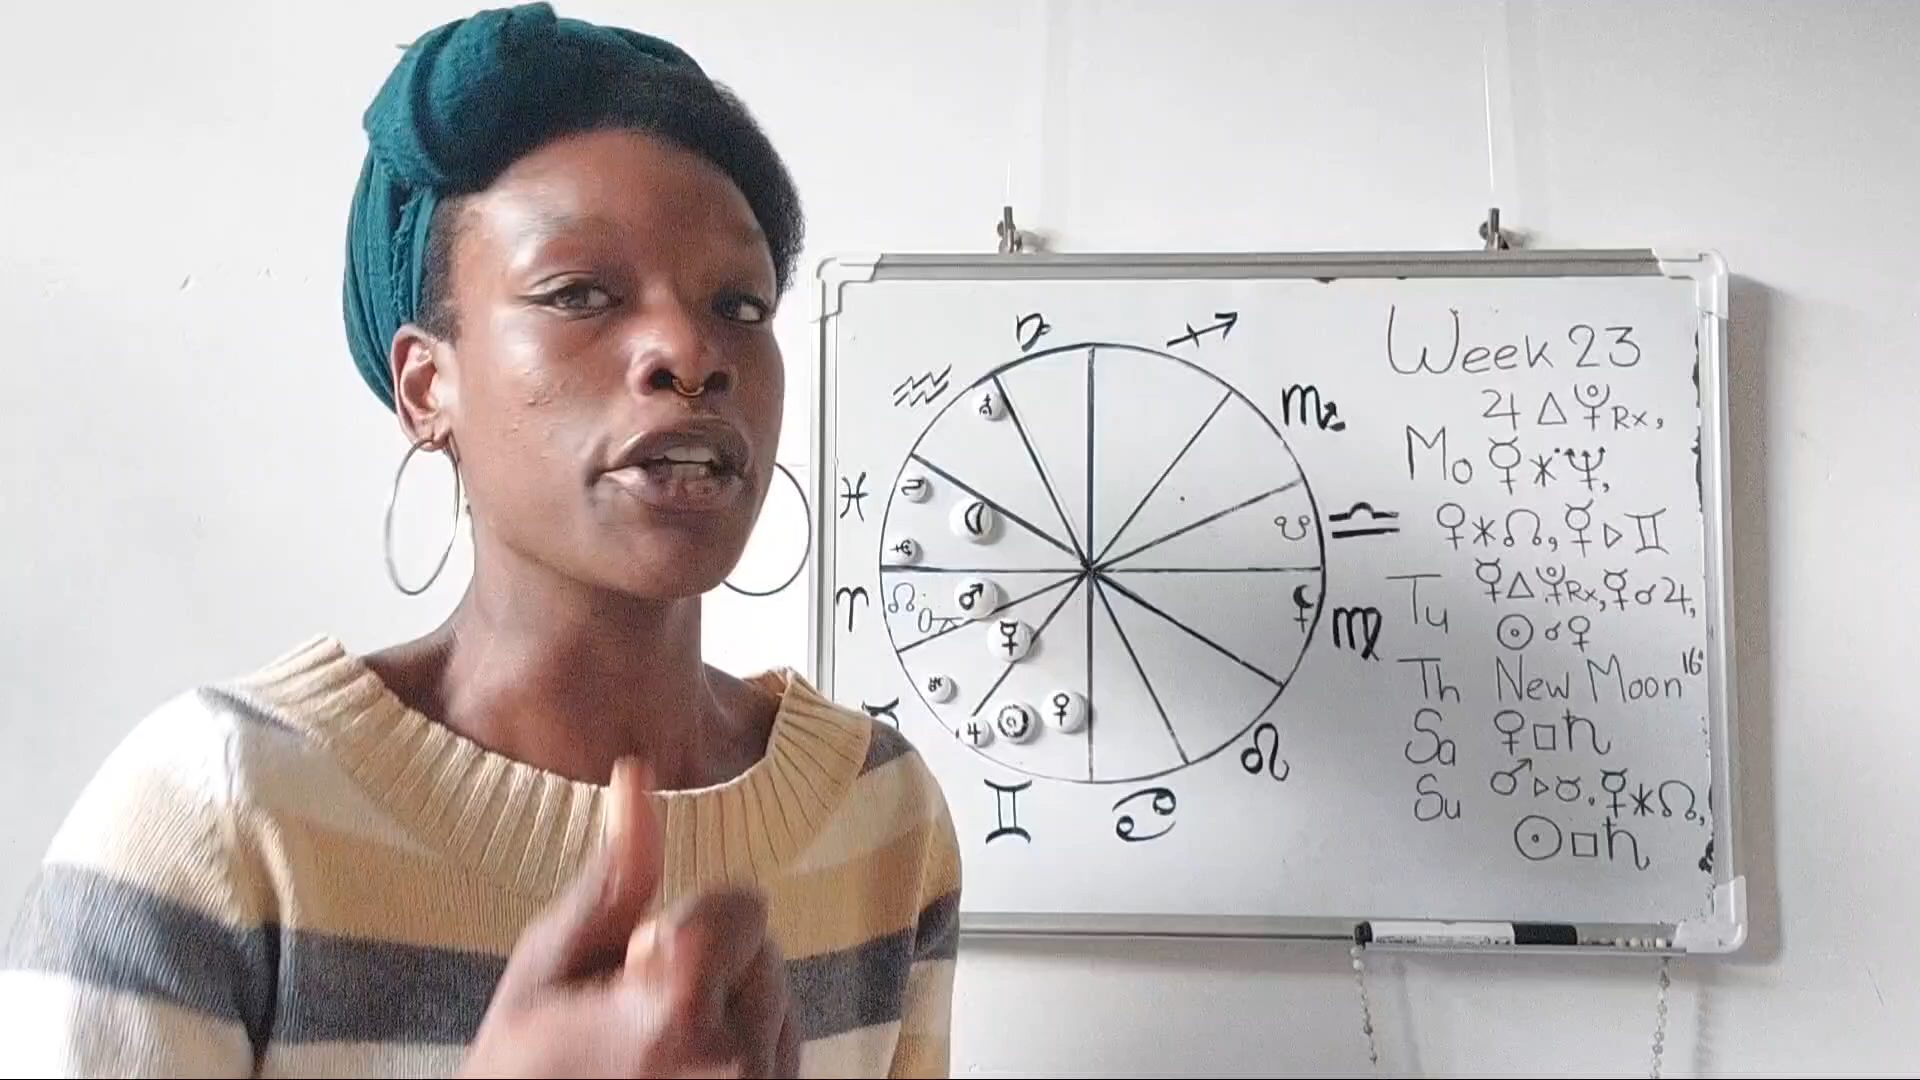 Week 23
♃ △ ♇ Rx,
Mo ☿ ⚹ ♆,
♀ ⚹ ☊, ☿ ▷ ♊
Tu ☿ △ ♇ Rx, ☿ ☌ ♃,
☉ ☌ ♀
Th New Moon 16°
Sa ♀ □ ♄
Su ♂ ▷ ♉, ☿ ⚹ ☊,
☉ □ ♄
♑ ♐
♒ ♏
♓ ☽ ☋ ♎
♆
♈ ☊ ♂ ⚸ ♍
☿
♉ ♅
♃ ☉ ♀ ♌
♊ ♋